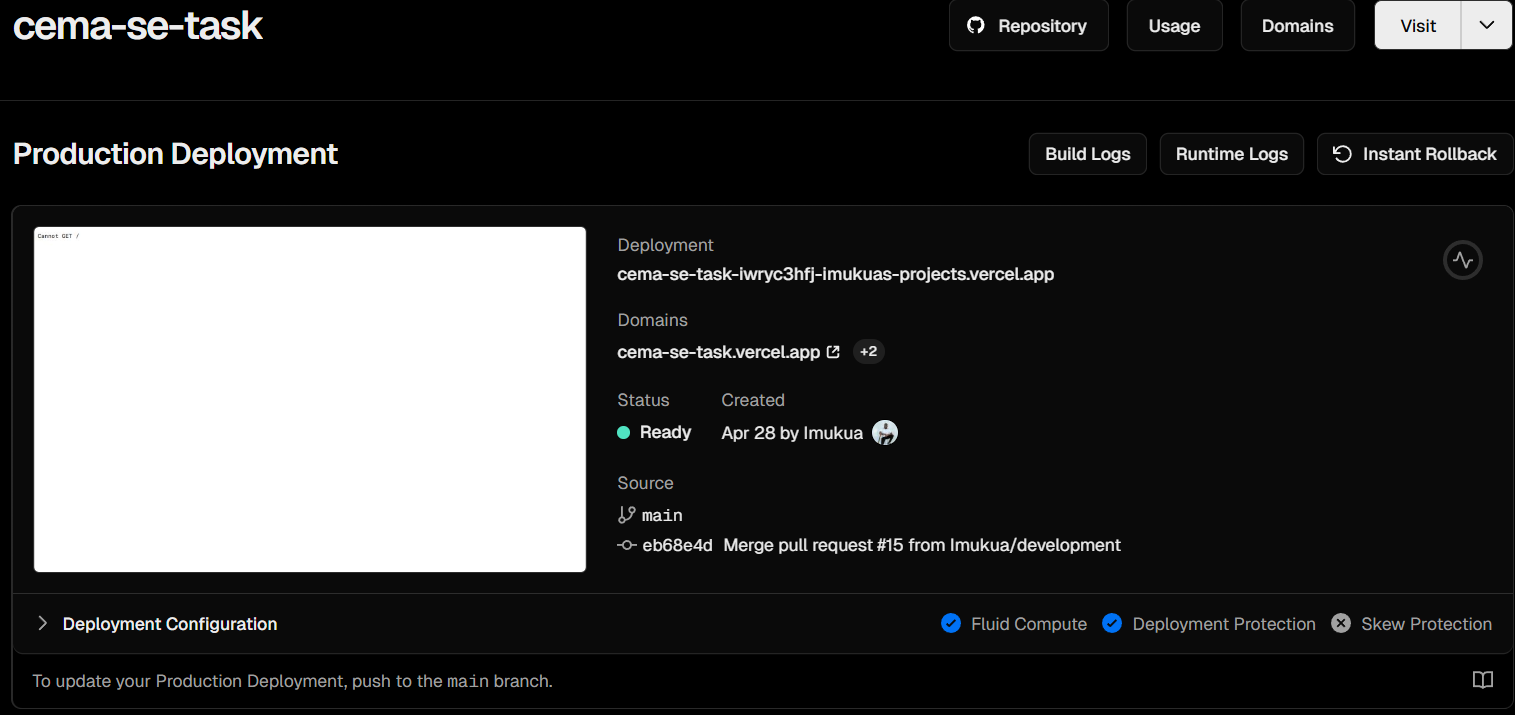 cema-se-task
Repository
Usage
Domains
Visit
Production Deployment
Build Logs
Runtime Logs
Instant Rollback
Cannot GET /
Deployment
cema-se-task-iwryc3hfj-imukuas-projects.vercel.app
Domains
cema-se-task.vercel.app +2
Status Created
Ready Apr 28 by Imukua
Source
main
eb68e4d Merge pull request #15 from Imukua/development
Deployment Configuration
Fluid Compute
Deployment Protection
Skew Protection
To update your Production Deployment, push to the main branch.